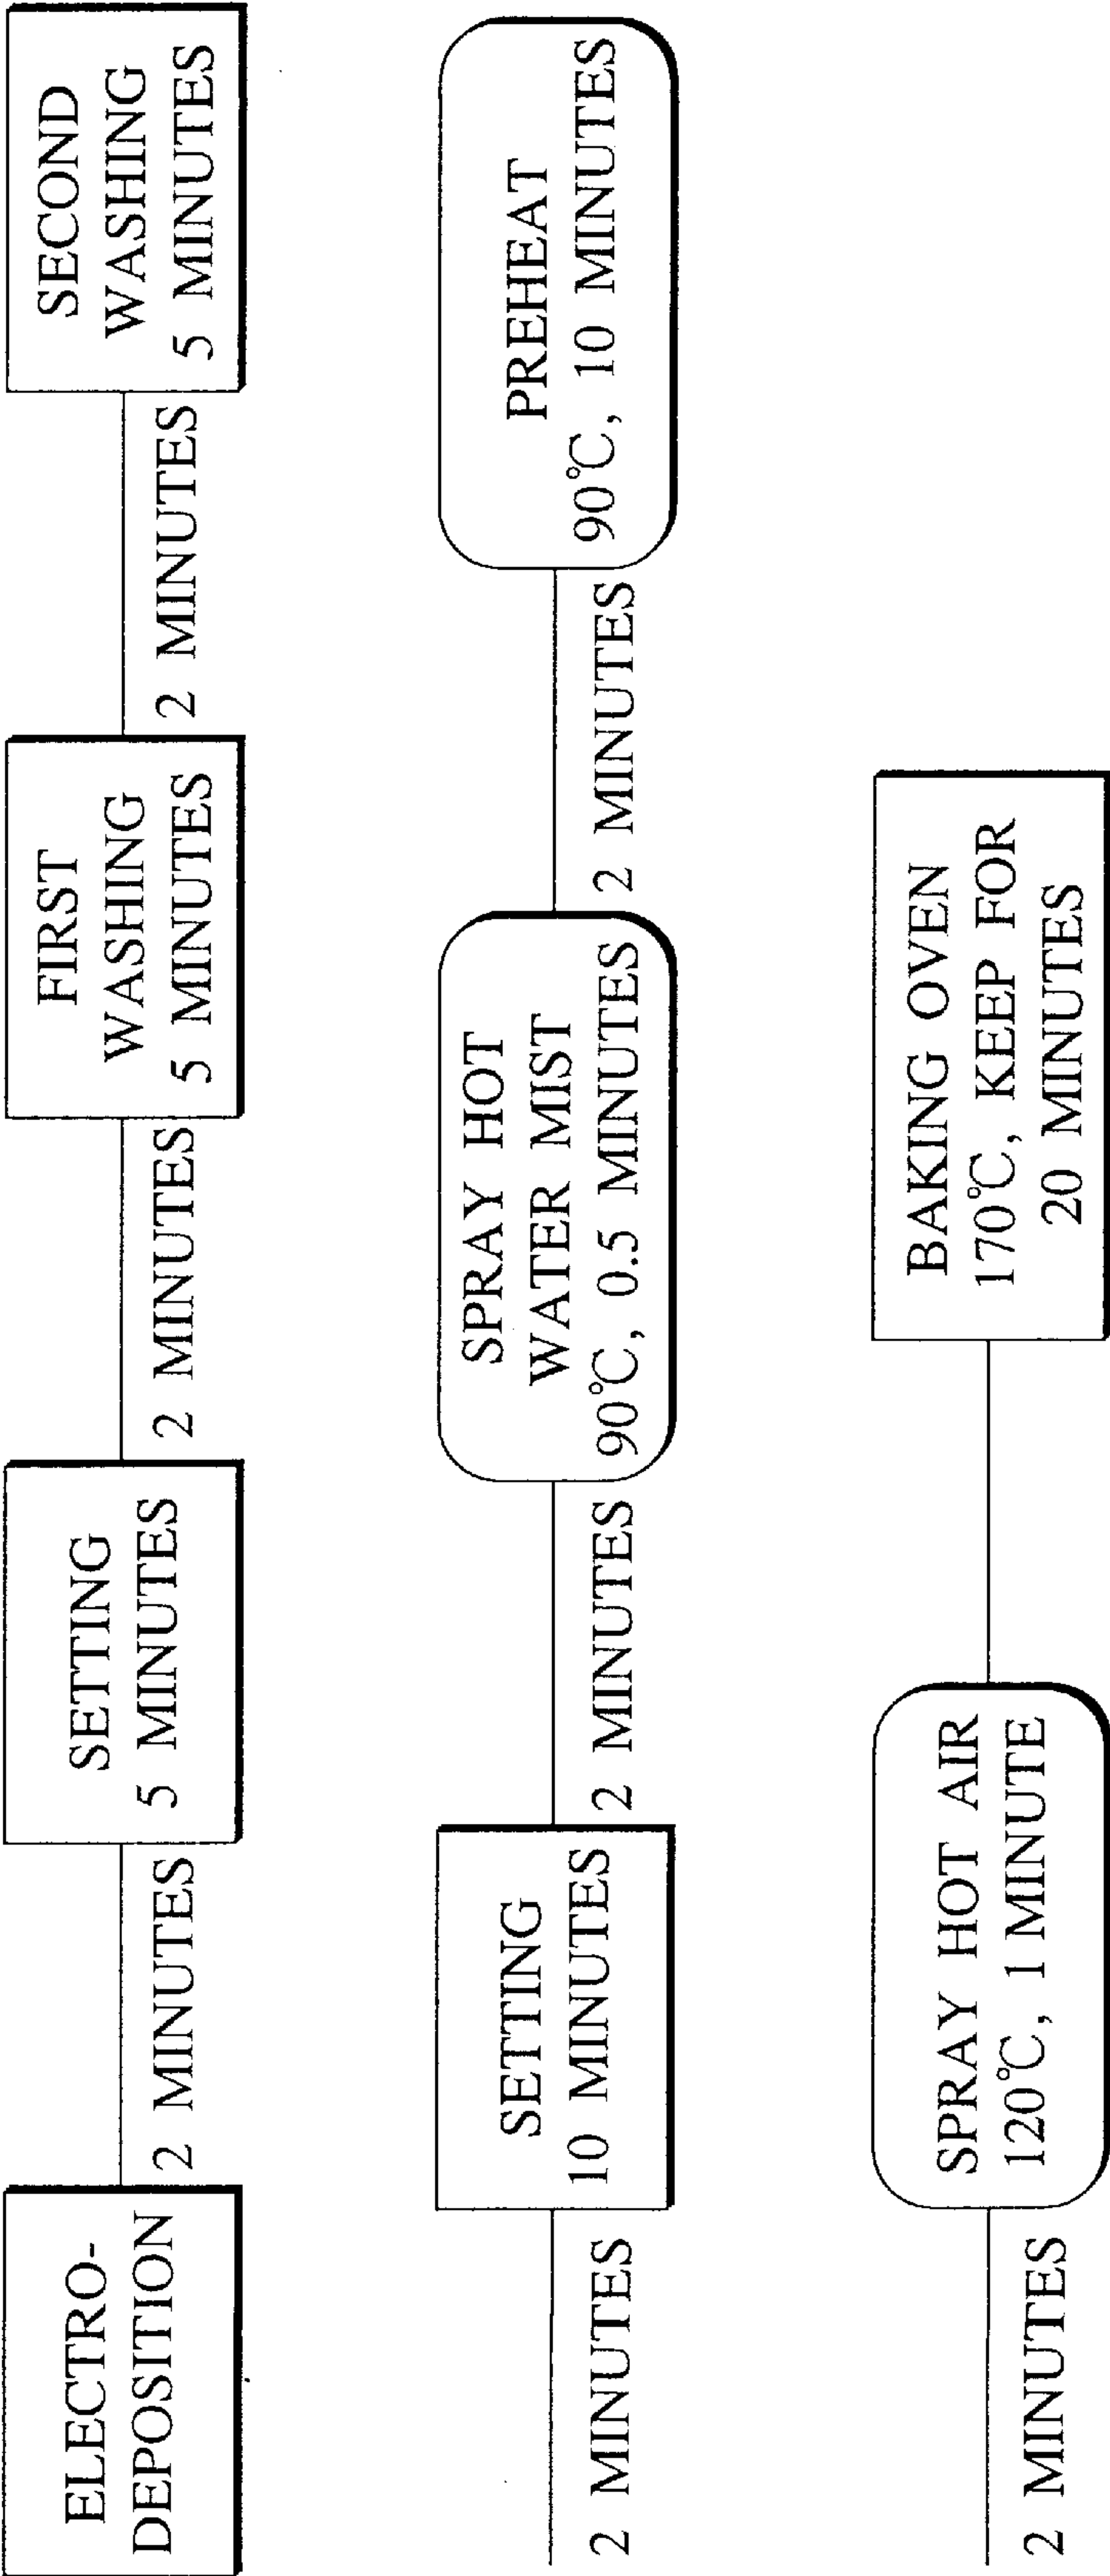 ELECTRO-
DEPOSITION
2 MINUTES
SETTING
5 MINUTES
2 MINUTES
FIRST
WASHING
5 MINUTES
2 MINUTES
SECOND
WASHING
5 MINUTES
2 MINUTES
SETTING
10 MINUTES
2 MINUTES
SPRAY HOT
WATER MIST
90℃, 0.5 MINUTES
2 MINUTES
PREHEAT
90℃, 10 MINUTES
2 MINUTES
SPRAY HOT AIR
120℃, 1 MINUTE
BAKING OVEN
170℃, KEEP FOR
20 MINUTES